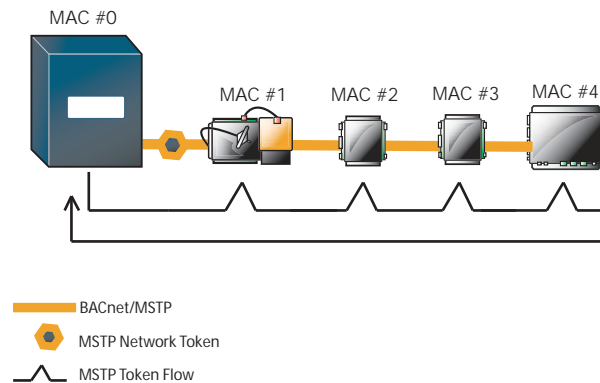 MAC #0
MAC #1
MAC #2
MAC #3
MAC #4
BACnet/MSTP
MSTP Network Token
MSTP Token Flow